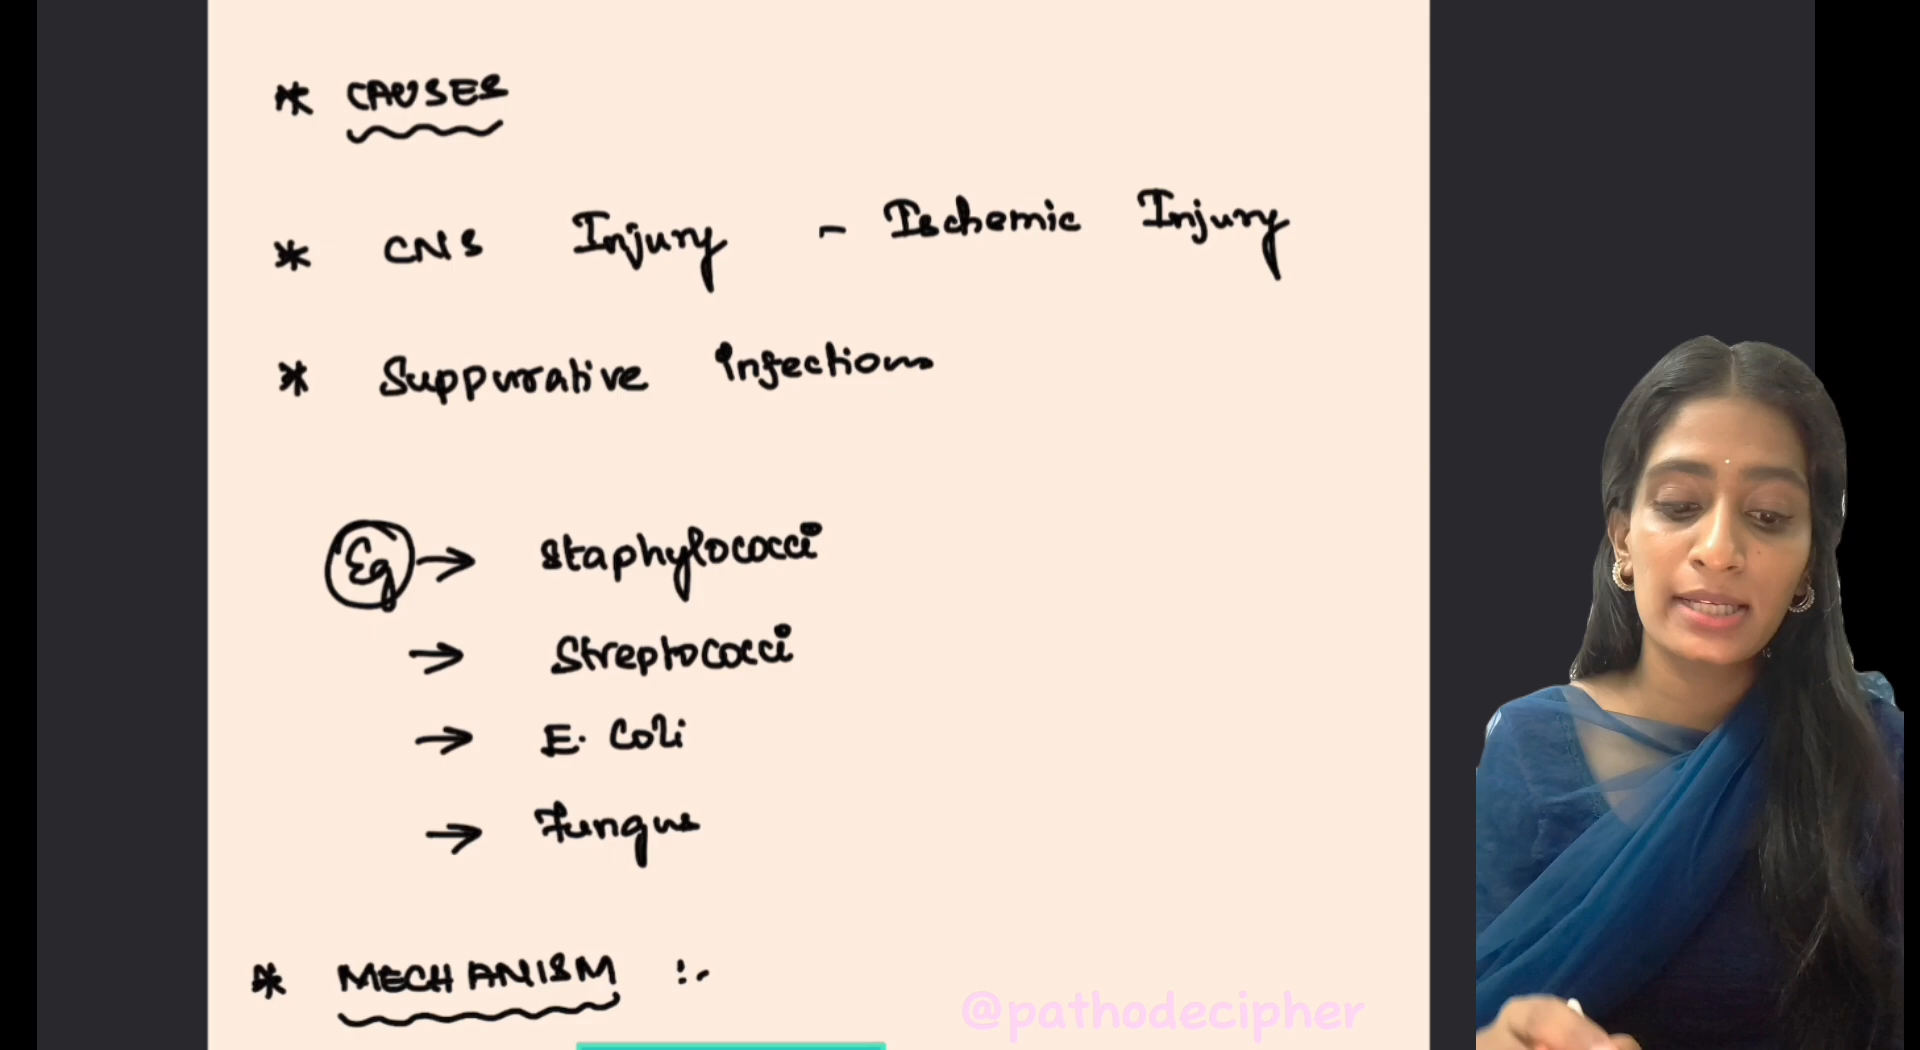 * CAUSES
* CNS Injury - Ischemic Injury
* Suppurative Infections
Eg → Staphylococci
→ Streptococci
→ E. Coli
→ Fungus
* MECHANISM :-
@pathodecipher